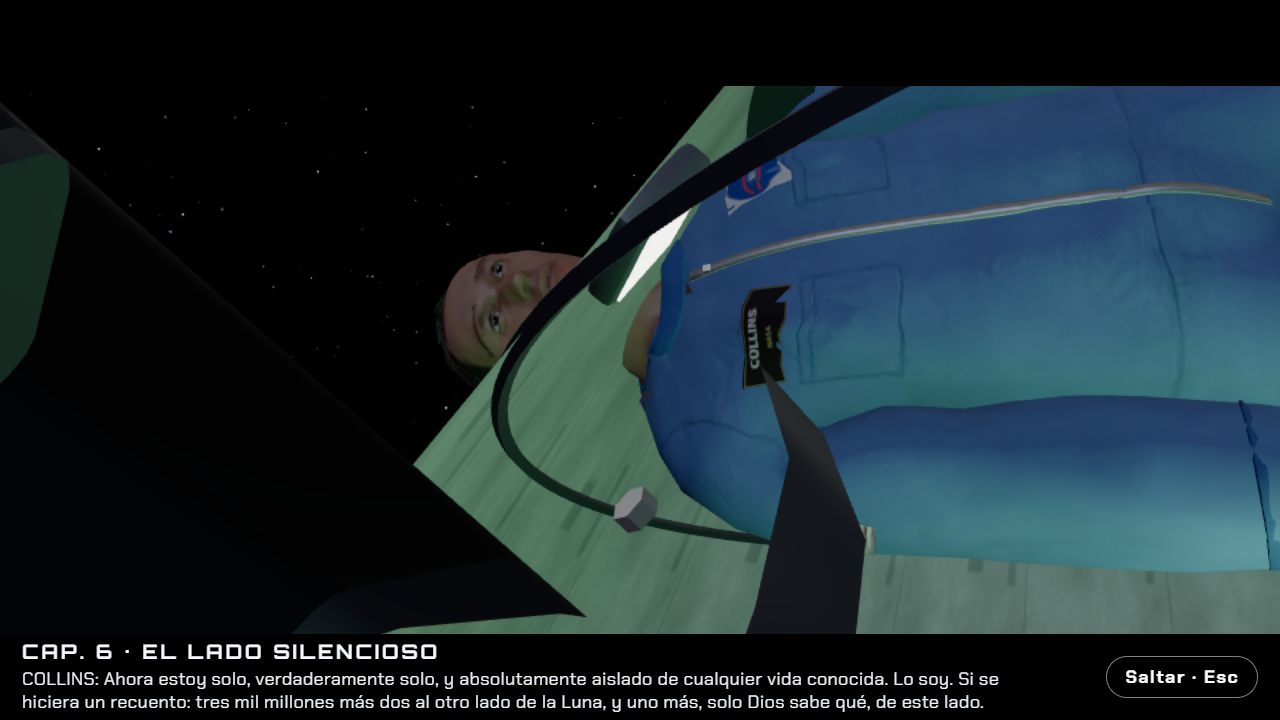 COLLINS
NASA
CAP. 6 · EL LADO SILENCIOSO
COLLINS: Ahora estoy solo, verdaderamente solo, y absolutamente aislado de cualquier vida conocida. Lo soy. Si se
hiciera un recuento: tres mil millones más dos al otro lado de la Luna, y uno más, solo Dios sabe qué, de este lado.
Saltar · Esc